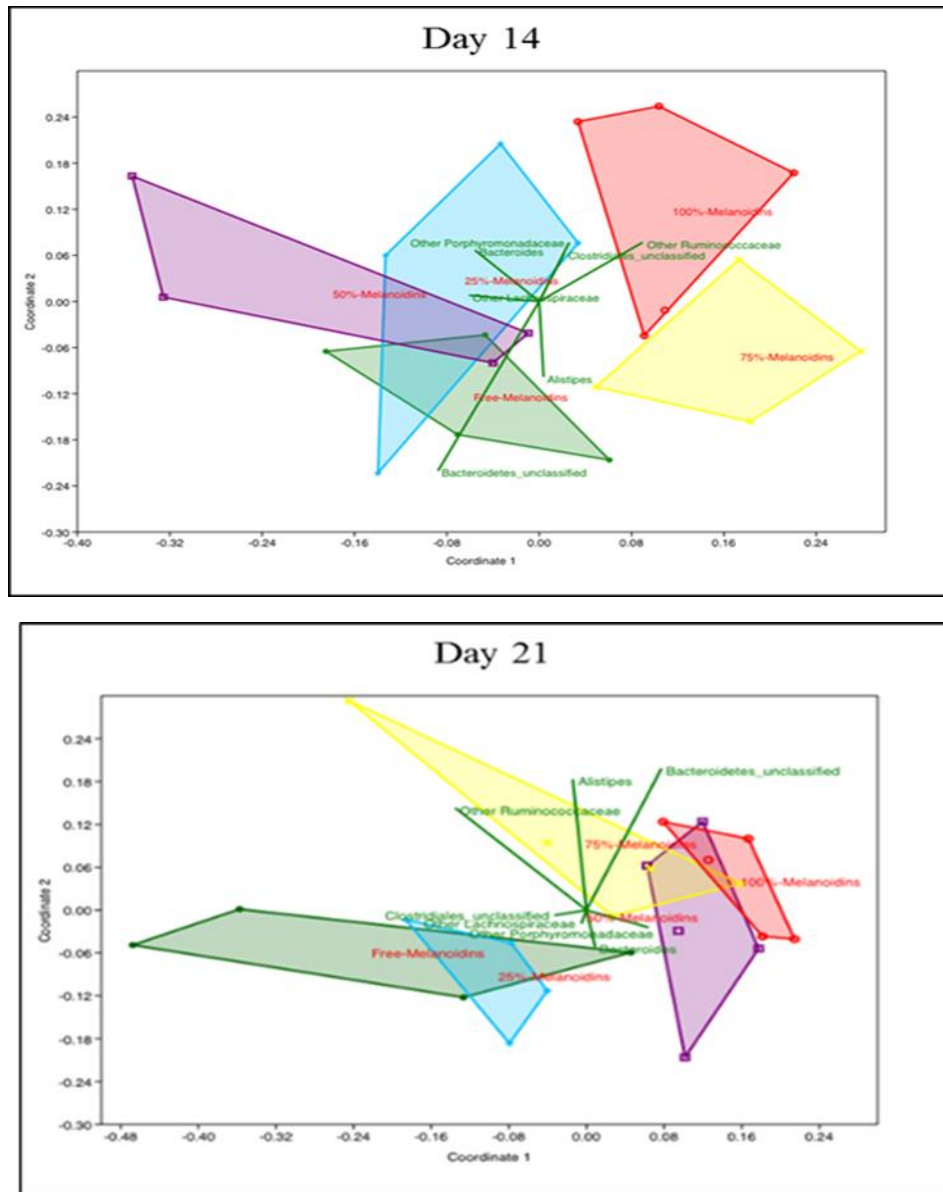 Day 14
0.24
0.18
0.12
0.06
0.00
-0.06
-0.12
-0.18
-0.24
-0.30
Coordinate 2
100%-Melanoidins
Other Porphyromonadaceae
Other Ruminococcaceae
Bacteroides
Clostridiales_unclassified
25%-Melanoidins
50%-Melanoidins
Other Lachnospiraceae
75%-Melanoidins
Alistipes
Free-Melanoidins
Bacteroidetes_unclassified
-0.40 -0.32 -0.24 -0.16 -0.08 0.00 0.08 0.16 0.24
Coordinate 1
Day 21
0.24
0.18
0.12
0.06
0.00
-0.06
-0.12
-0.18
-0.24
-0.30
Coordinate 2
Bacteroidetes_unclassified
Alistipes
Other Ruminococcaceae
75%-Melanoidins
100%-Melanoidins
Clostridiales_unclassified
50%-Melanoidins
Other Lachnospiraceae
Other Porphyromonadaceae
Bacteroides
Free-Melanoidins
25%-Melanoidins
-0.48 -0.40 -0.32 -0.24 -0.16 -0.08 0.00 0.08 0.16 0.24
Coordinate 1